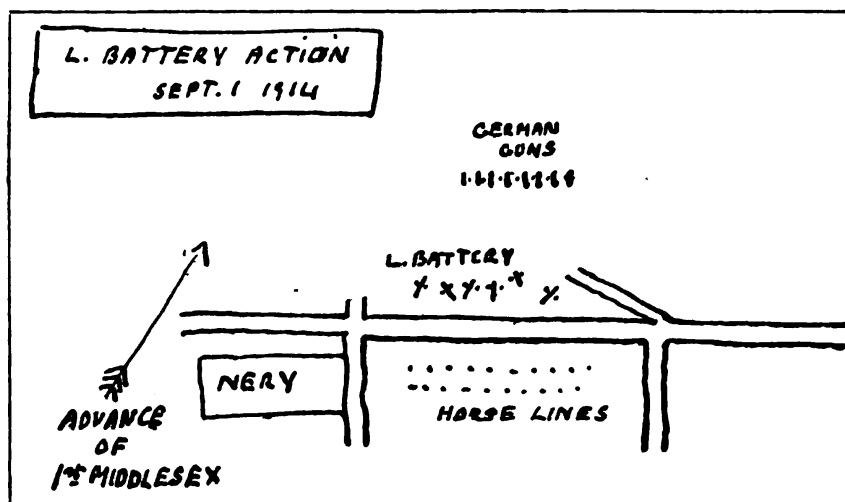 L. BATTERY ACTION
SEPT. 1 1914
GERMAN
GUNS
L. BATTERY
NERY
HORSE LINES
ADVANCE
OF
1st MIDDLESEX